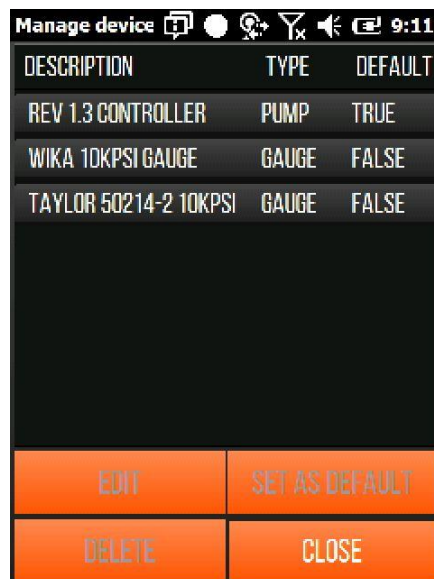 Manage device 9:11
DESCRIPTION TYPE DEFAULT
REV 1.3 CONTROLLER PUMP TRUE
WIKA 10KPSI GAUGE GAUGE FALSE
TAYLOR 50214-2 10KPSI GAUGE FALSE
EDIT SET AS DEFAULT
DELETE CLOSE